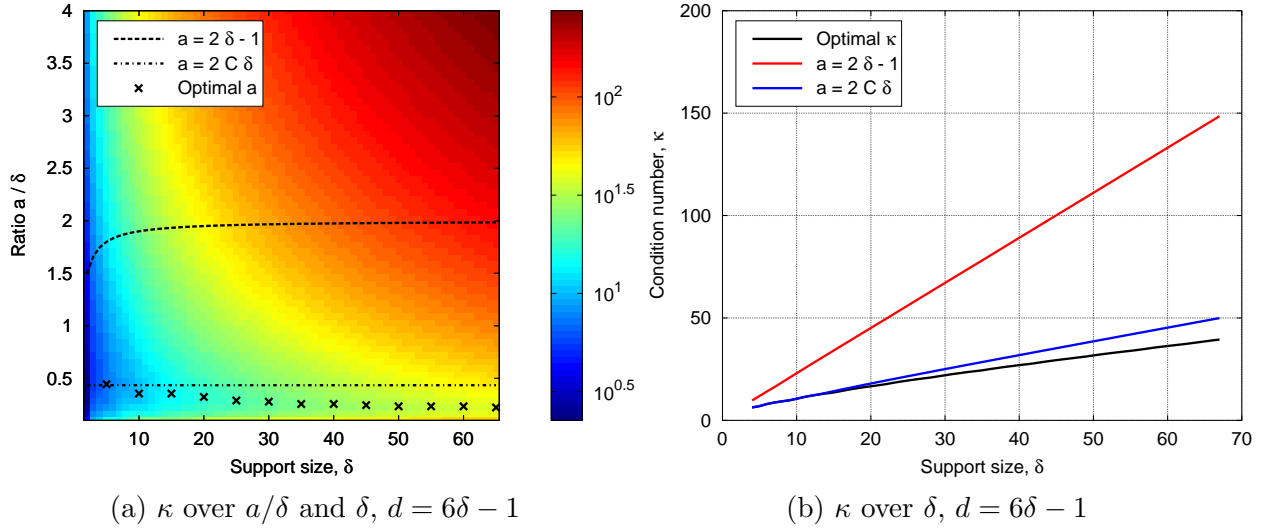 4
3.5
3
2.5
2
1.5
1
0.5
Ratio a / δ
a = 2 δ - 1
a = 2 C δ
Optimal a
10
20
30
40
50
60
Support size, δ
10^2
10^1.5
10^1
10^0.5
(a) κ over a/δ and δ, d = 6δ − 1
200
150
100
50
0
Condition number, κ
Optimal κ
a = 2 δ - 1
a = 2 C δ
0
10
20
30
40
50
60
70
Support size, δ
(b) κ over δ, d = 6δ − 1